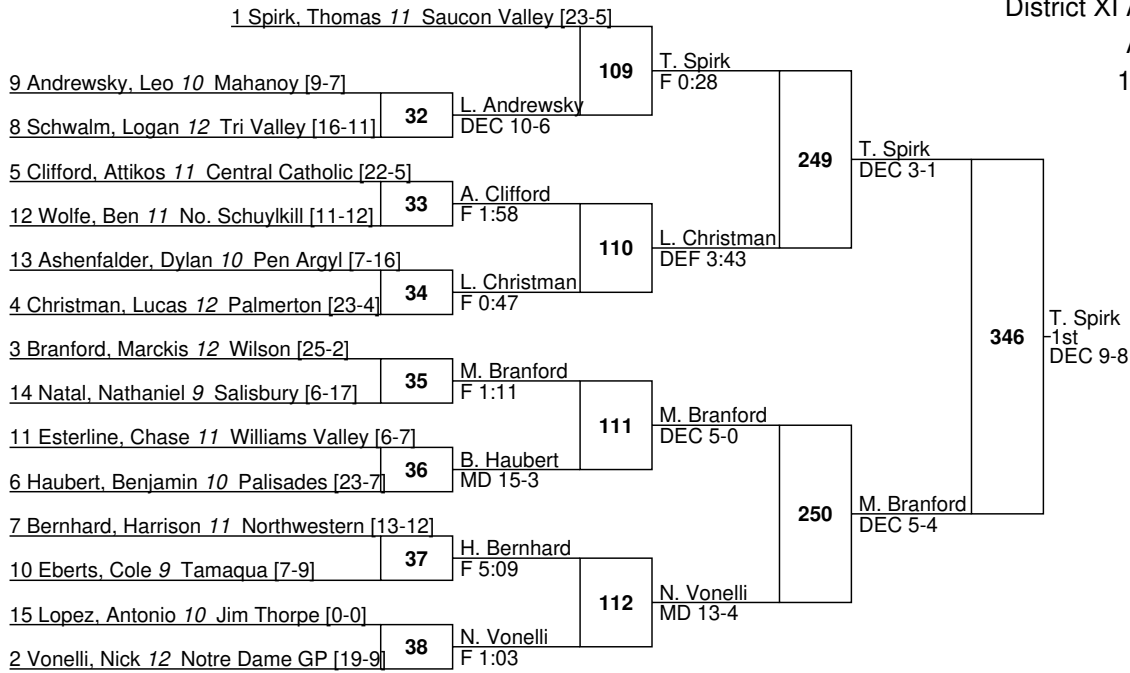 District XI
1 Spirk, Thomas 11 Saucon Valley [23-5]
1
109
T. Spirk
F 0:28
9 Andrewsky, Leo 10 Mahanoy [9-7]
32
L. Andrewsky
DEC 10-6
8 Schwalm, Logan 12 Tri Valley [16-11]
249
T. Spirk
DEC 3-1
5 Clifford, Attikos 11 Central Catholic [22-5]
33
A. Clifford
F 1:58
12 Wolfe, Ben 11 No. Schuylkill [11-12]
110
L. Christman
DEF 3:43
13 Ashenfalder, Dylan 10 Pen Argyl [7-16]
34
L. Christman
F 0:47
4 Christman, Lucas 12 Palmerton [23-4]
346
T. Spirk
1st
DEC 9-8
3 Branford, Marckis 12 Wilson [25-2]
35
M. Branford
F 1:11
14 Natal, Nathaniel 9 Salisbury [6-17]
111
M. Branford
DEC 5-0
11 Esterline, Chase 11 Williams Valley [6-7]
36
B. Haubert
MD 15-3
6 Haubert, Benjamin 10 Palisades [23-7]
250
M. Branford
DEC 5-4
7 Bernhard, Harrison 11 Northwestern [13-12]
37
H. Bernhard
F 5:09
10 Eberts, Cole 9 Tamaqua [7-9]
112
N. Vonelli
MD 13-4
15 Lopez, Antonio 10 Jim Thorpe [0-0]
38
N. Vonelli
F 1:03
2 Vonelli, Nick 12 Notre Dame GP [19-9]